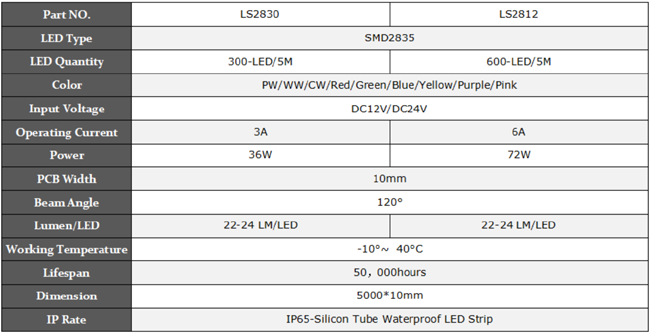 Part NO. LS2830 LS2812
LED Type SMD2835
LED Quantity 300-LED/5M 600-LED/5M
Color PW/WW/CW/Red/Green/Blue/Yellow/Purple/Pink
Input Voltage DC12V/DC24V
Operating Current 3A 6A
Power 36W 72W
PCB Width 10mm
Beam Angle 120°
Lumen/LED 22-24 LM/LED 22-24 LM/LED
Working Temperature -10°~ 40°C
Lifespan 50，000hours
Dimension 5000*10mm
IP Rate IP65-Silicon Tube Waterproof LED Strip